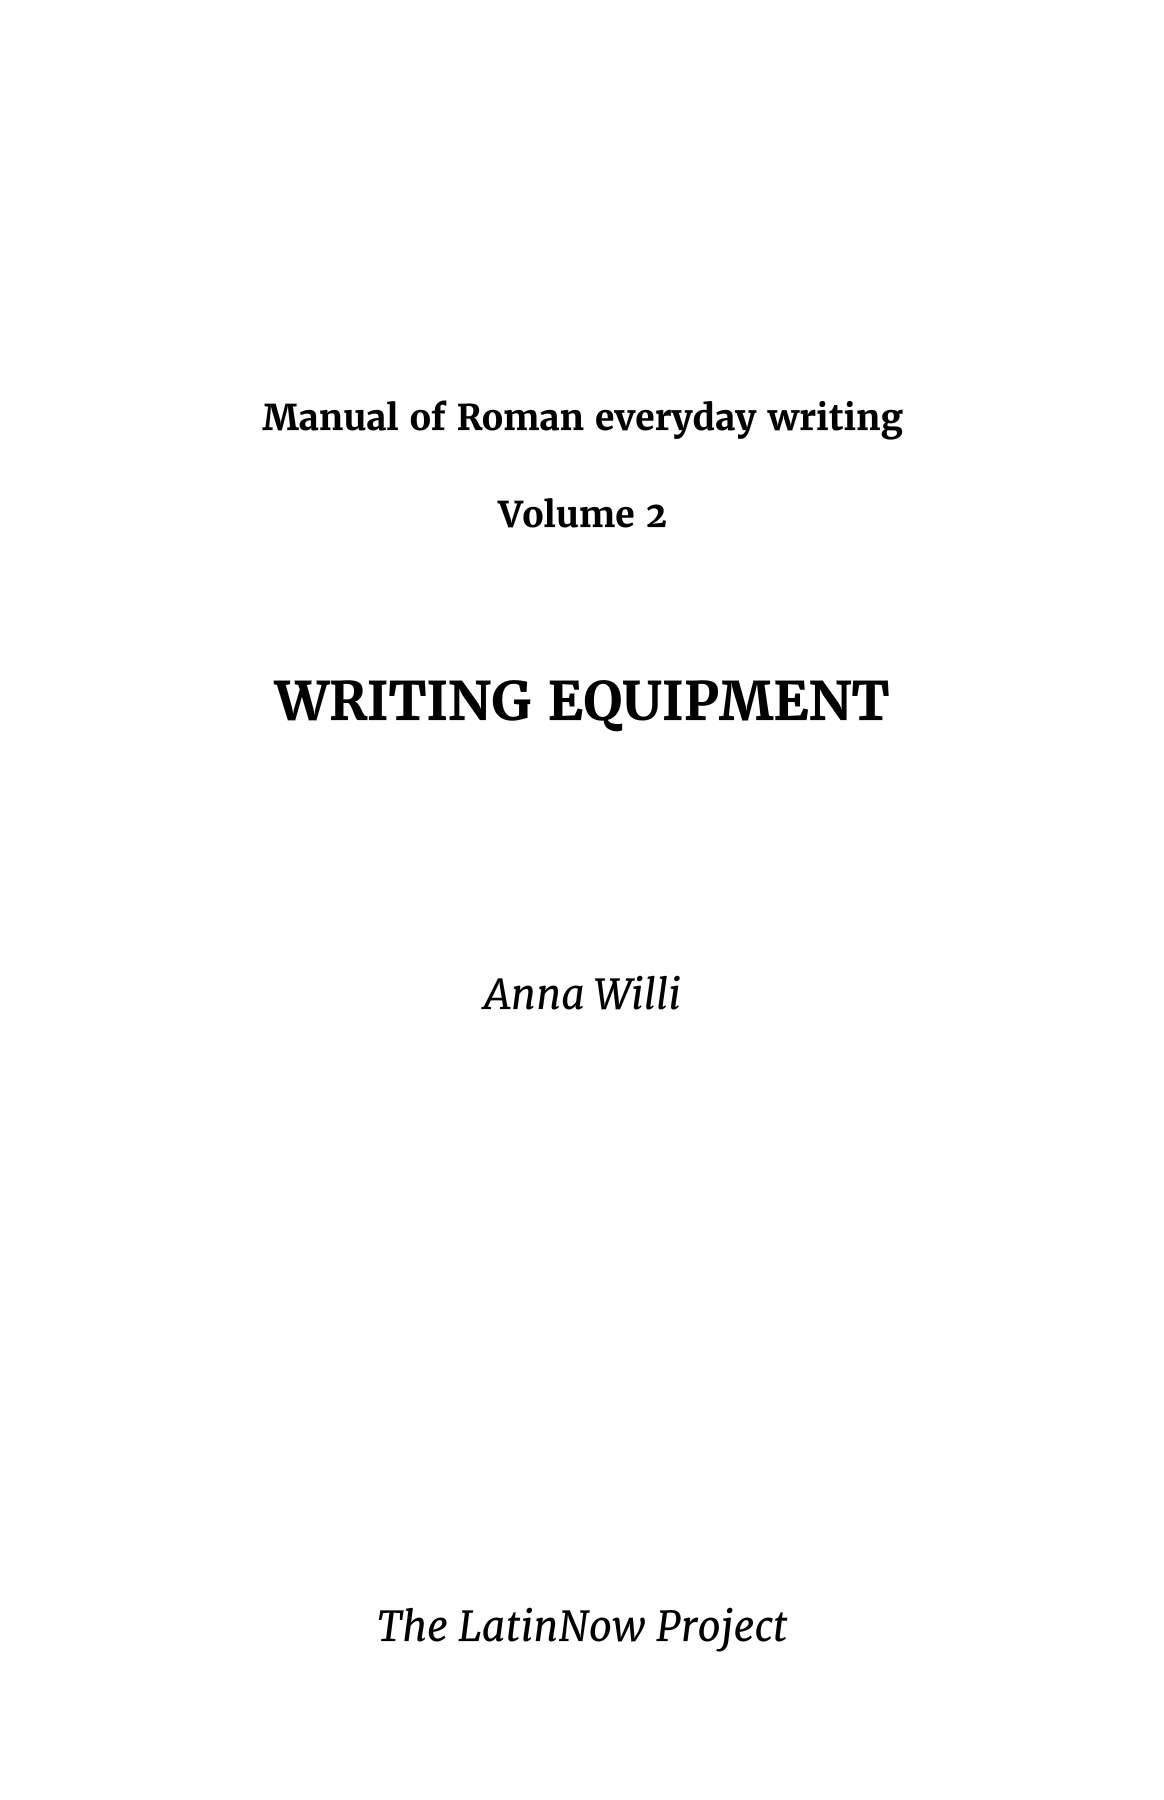 Manual of Roman everyday writing
Volume 2
WRITING EQUIPMENT
Anna Willi
The LatinNow Project